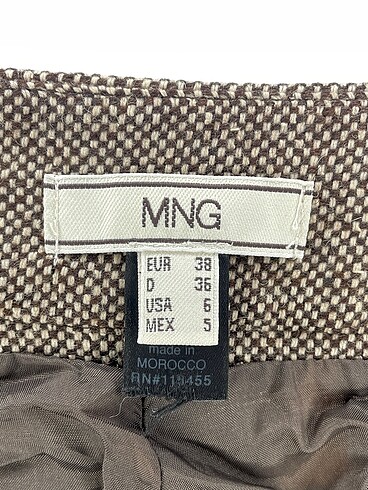 MNG
EUR 38
D 36
USA 6
MEX 5
made in
MOROCCO